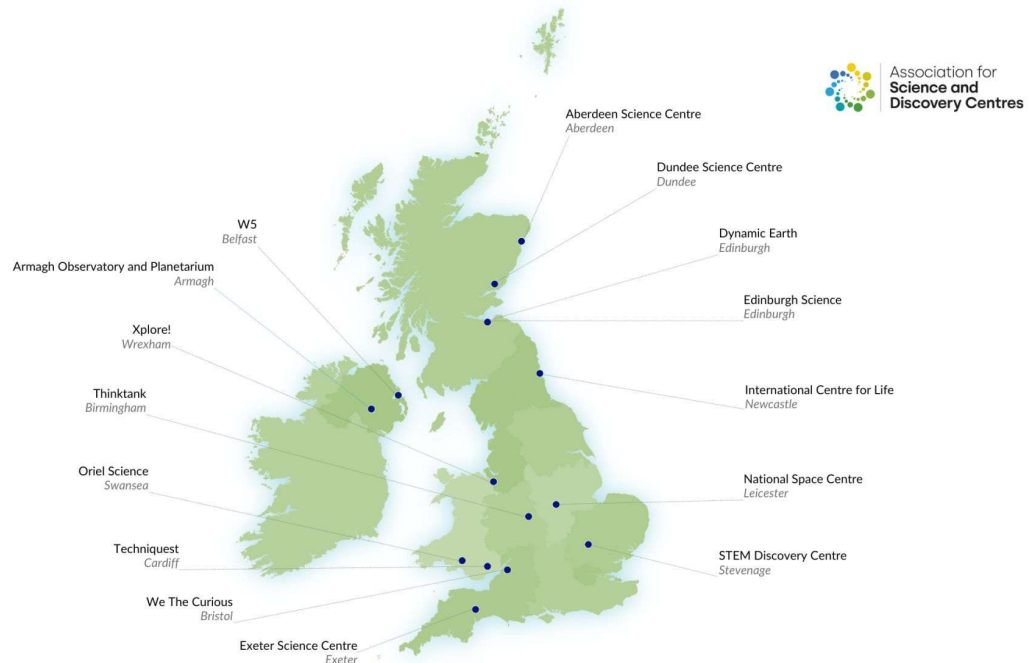 Association for
Science and
Discovery Centres
Aberdeen Science Centre
Aberdeen
Dundee Science Centre
Dundee
W5
Belfast
Dynamic Earth
Edinburgh
Armagh Observatory and Planetarium
Armagh
Edinburgh Science
Edinburgh
Xplore!
Wrexham
Thinktank
Birmingham
International Centre for Life
Newcastle
Oriel Science
Swansea
National Space Centre
Leicester
Techniquest
Cardiff
STEM Discovery Centre
Stevenage
We The Curious
Bristol
Exeter Science Centre
Exeter